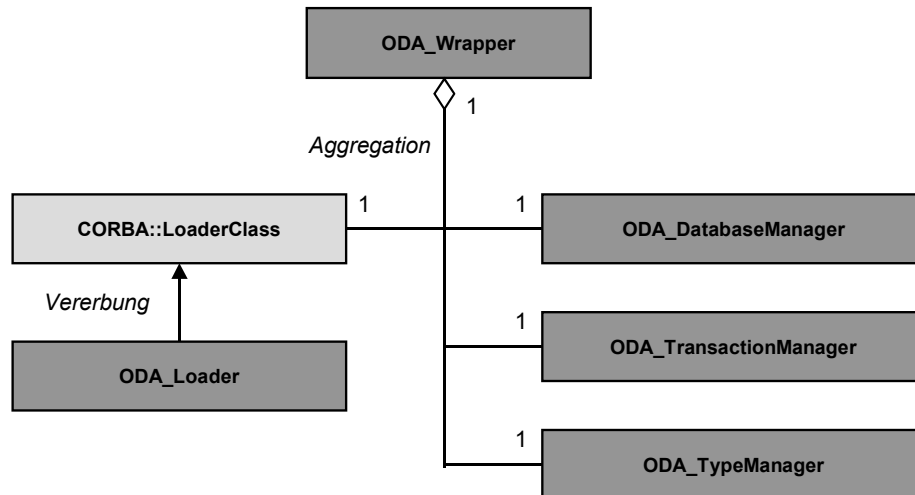 ODA_Wrapper
1
Aggregation
CORBA::LoaderClass
1
1
ODA_DatabaseManager
Vererbung
ODA_Loader
1
ODA_TransactionManager
1
ODA_TypeManager